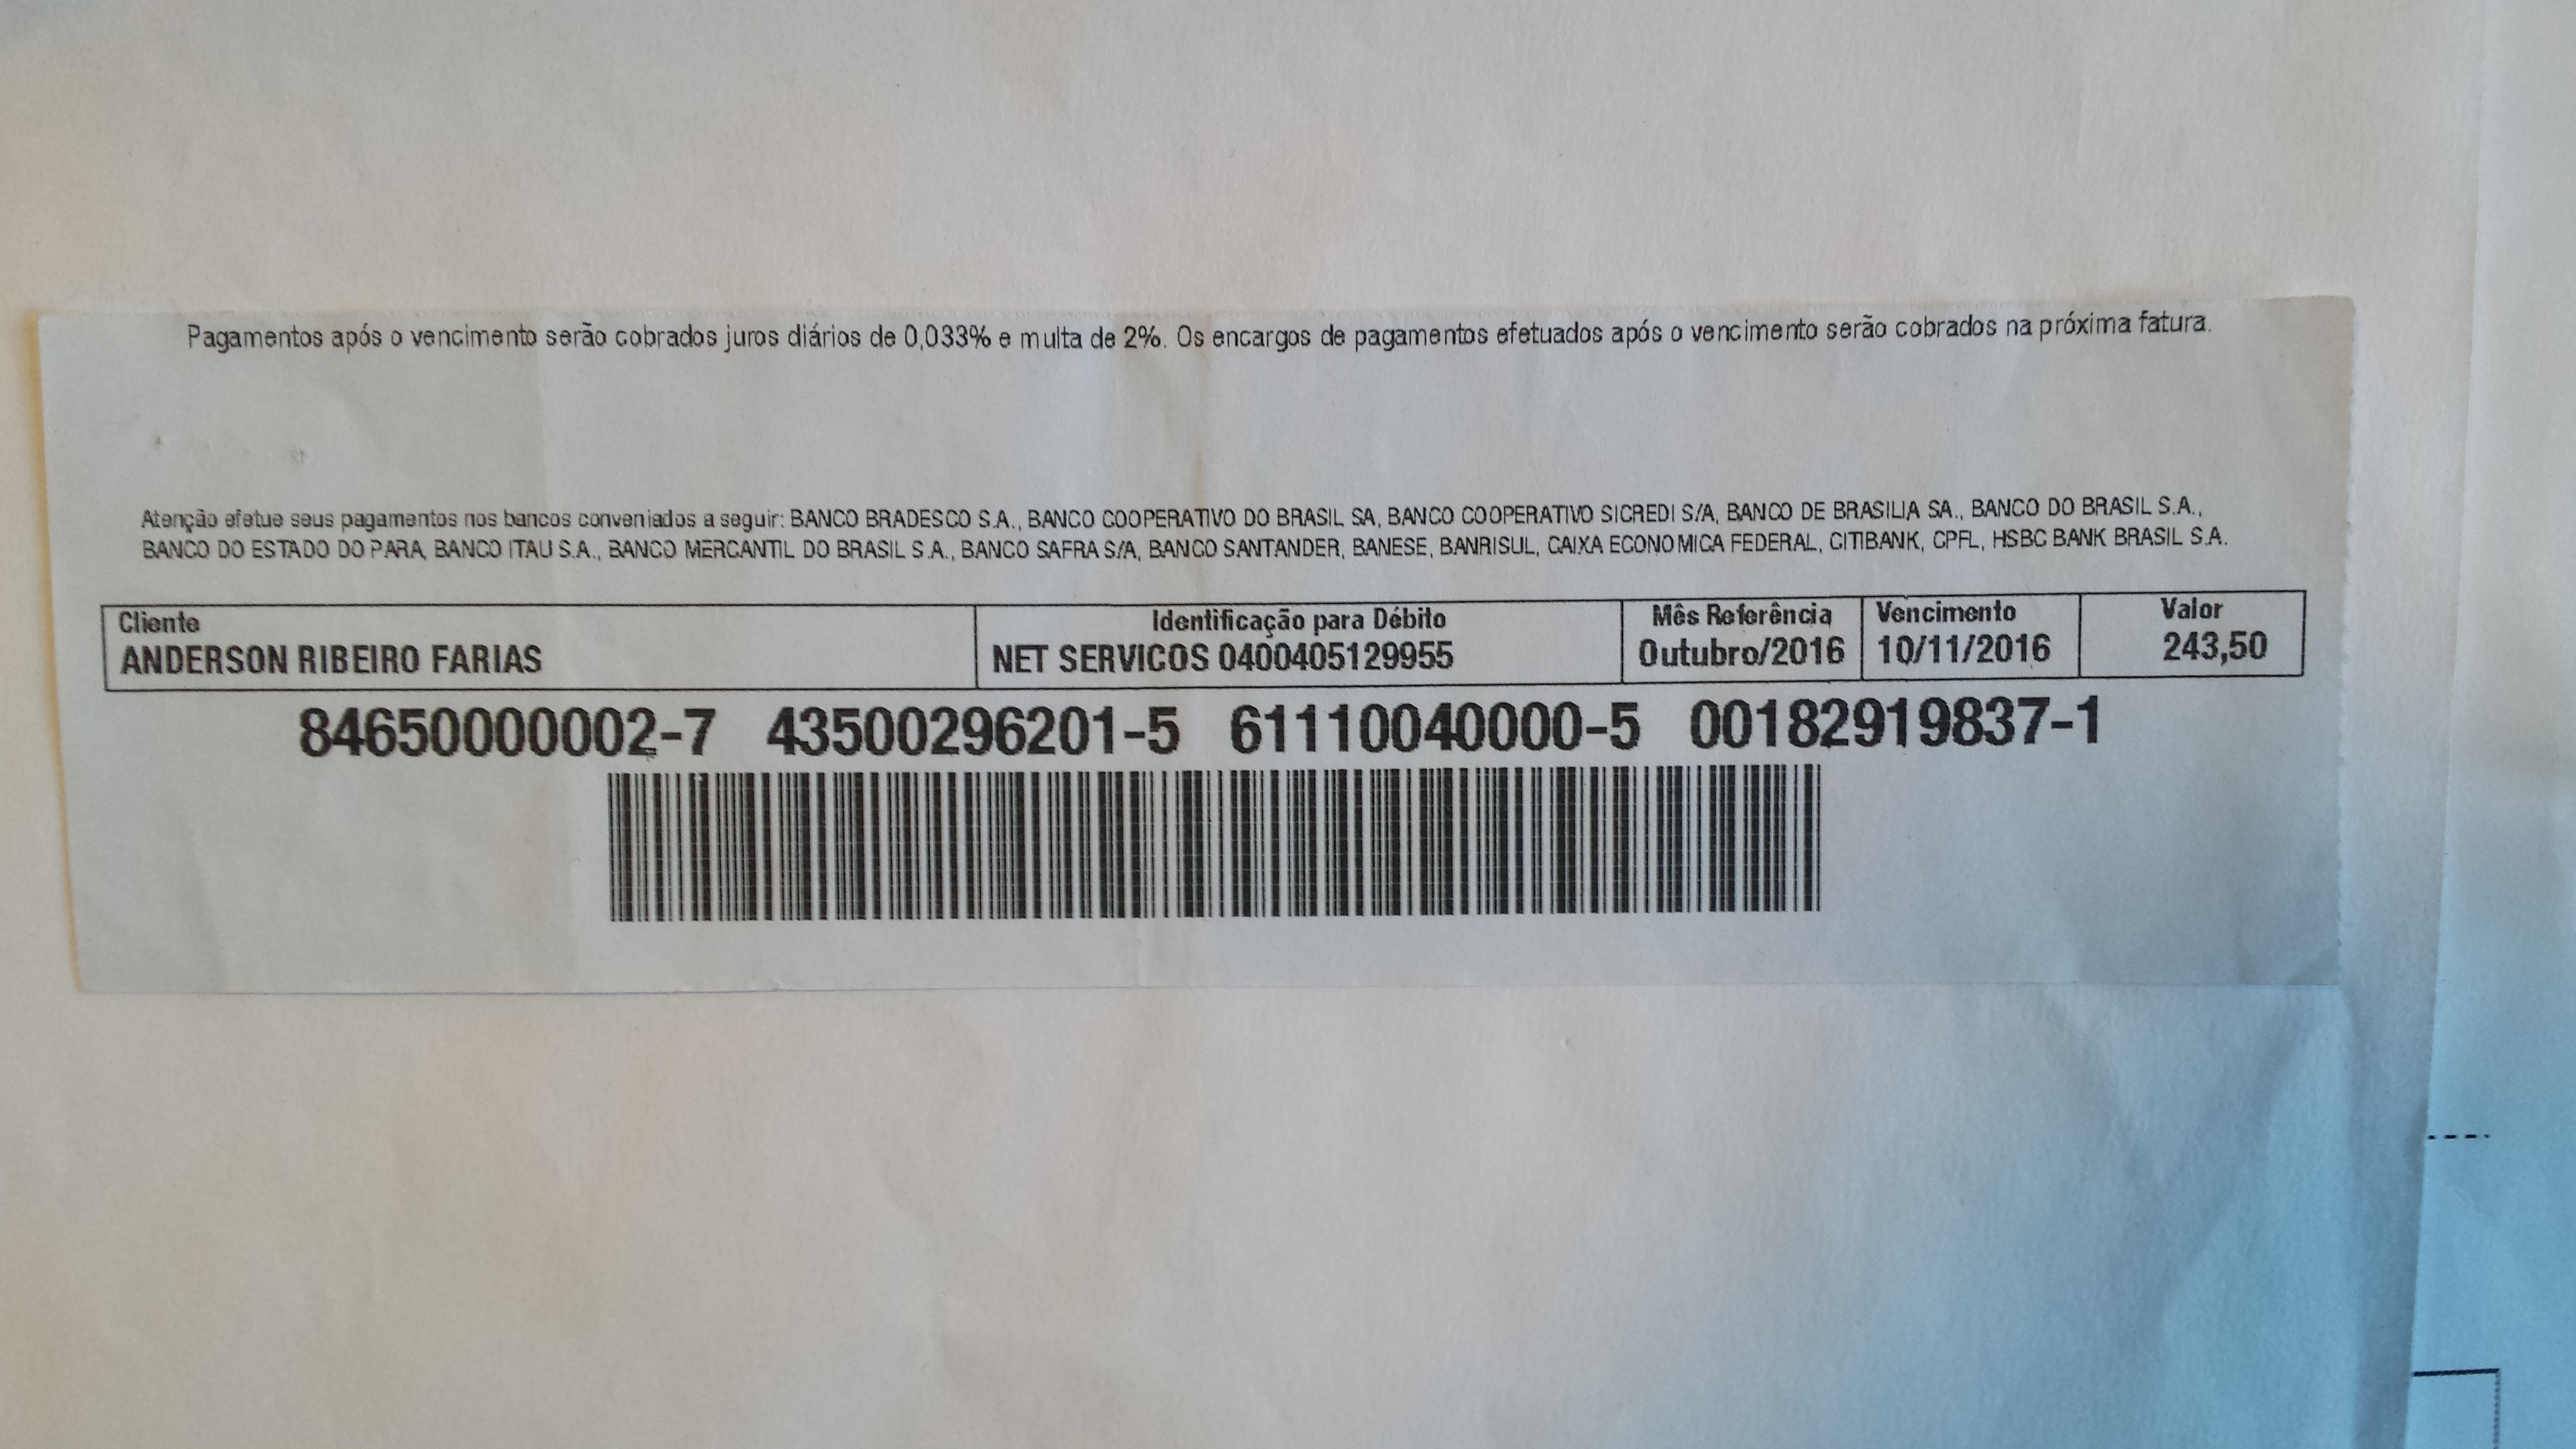 Pagamentos após o vencimento serão cobrados juros diários de 0,033% e multa de 2%. Os encargos de pagamentos efetuados após o vencimento serão cobrados na próxima fatura.
Atenção efetue seus pagamentos nos bancos conveniados a seguir: BANCO BRADESCO S.A., BANCO COOPERATIVO DO BRASIL SA, BANCO COOPERATIVO SICREDI S/A, BANCO DE BRASILIA SA., BANCO DO BRASIL S.A.,
BANCO DO ESTADO DO PARA, BANCO ITAU S.A., BANCO MERCANTIL DO BRASIL S.A., BANCO SAFRA S/A, BANCO SANTANDER, BANESE, BANRISUL, CAIXA ECONOMICA FEDERAL, CITIBANK, CPFL, HSBC BANK BRASIL S.A.
Cliente Identificação para Débito Mês Referência Vencimento Valor
ANDERSON RIBEIRO FARIAS NET SERVICOS 0400405129955 Outubro/2016 10/11/2016 243,50
84650000002-7 43500296201-5 61110040000-5 00182919837-1